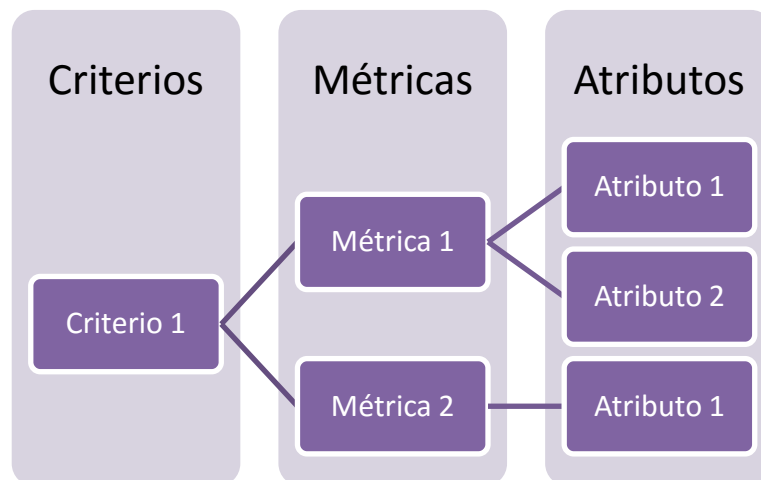 Criterios
Métricas
Atributos
Criterio 1
Métrica 1
Métrica 2
Atributo 1
Atributo 2
Atributo 1